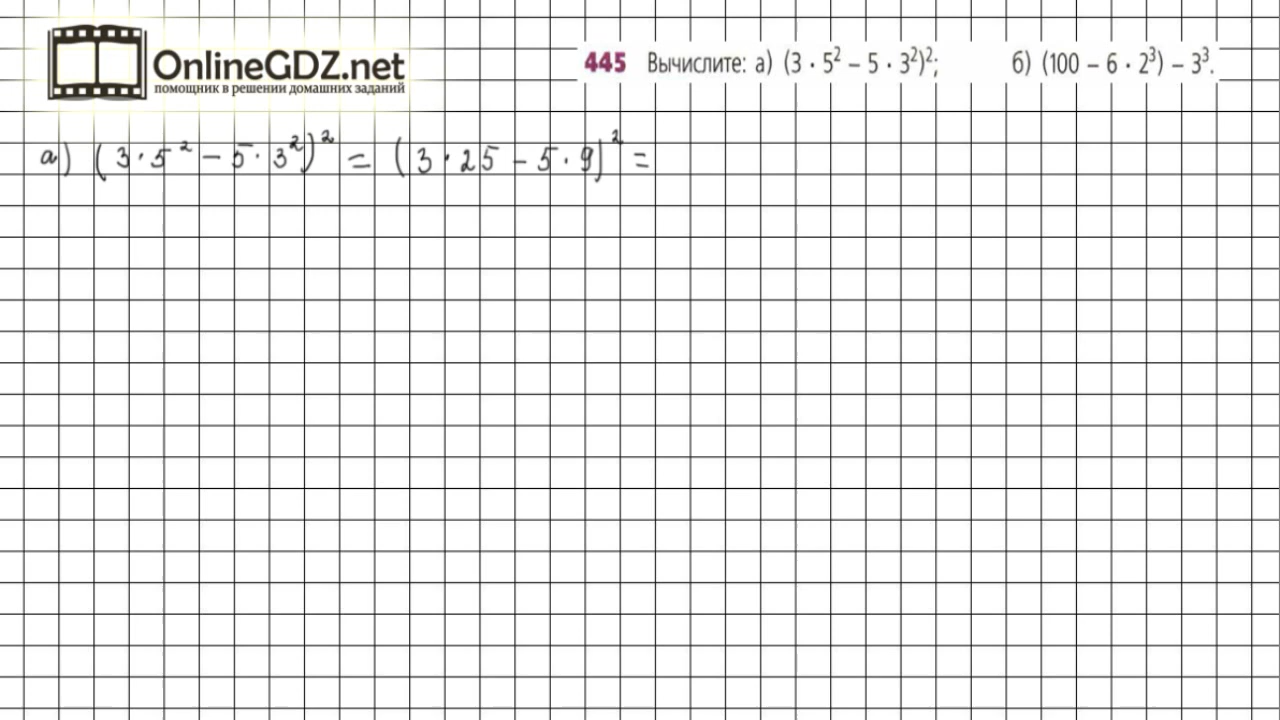 OnlineGDZ.net
помощник в решении домашних заданий
445 Вычислите: а) (3 · 5² – 5 · 3²)²; б) (100 – 6 · 2³) – 3³.
а) (3 · 5² – 5 · 3²)² = (3 · 25 – 5 · 9)² =